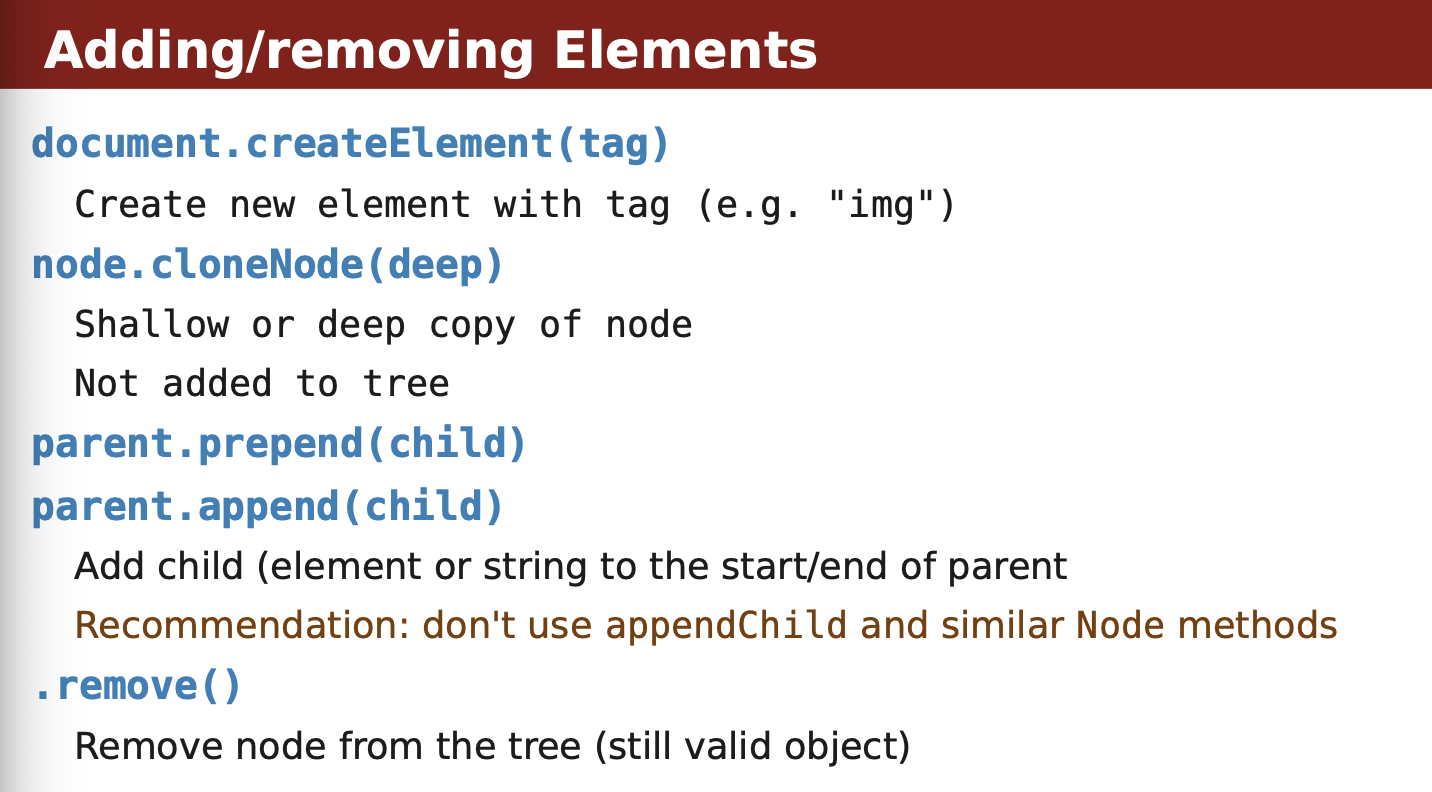 Adding/removing Elements
document.createElement(tag)
Create new element with tag (e.g. "img")
node.cloneNode(deep)
Shallow or deep copy of node
Not added to tree
parent.prepend(child)
parent.append(child)
Add child (element or string to the start/end of parent
Recommendation: don't use appendChild and similar Node methods
.remove()
Remove node from the tree (still valid object)